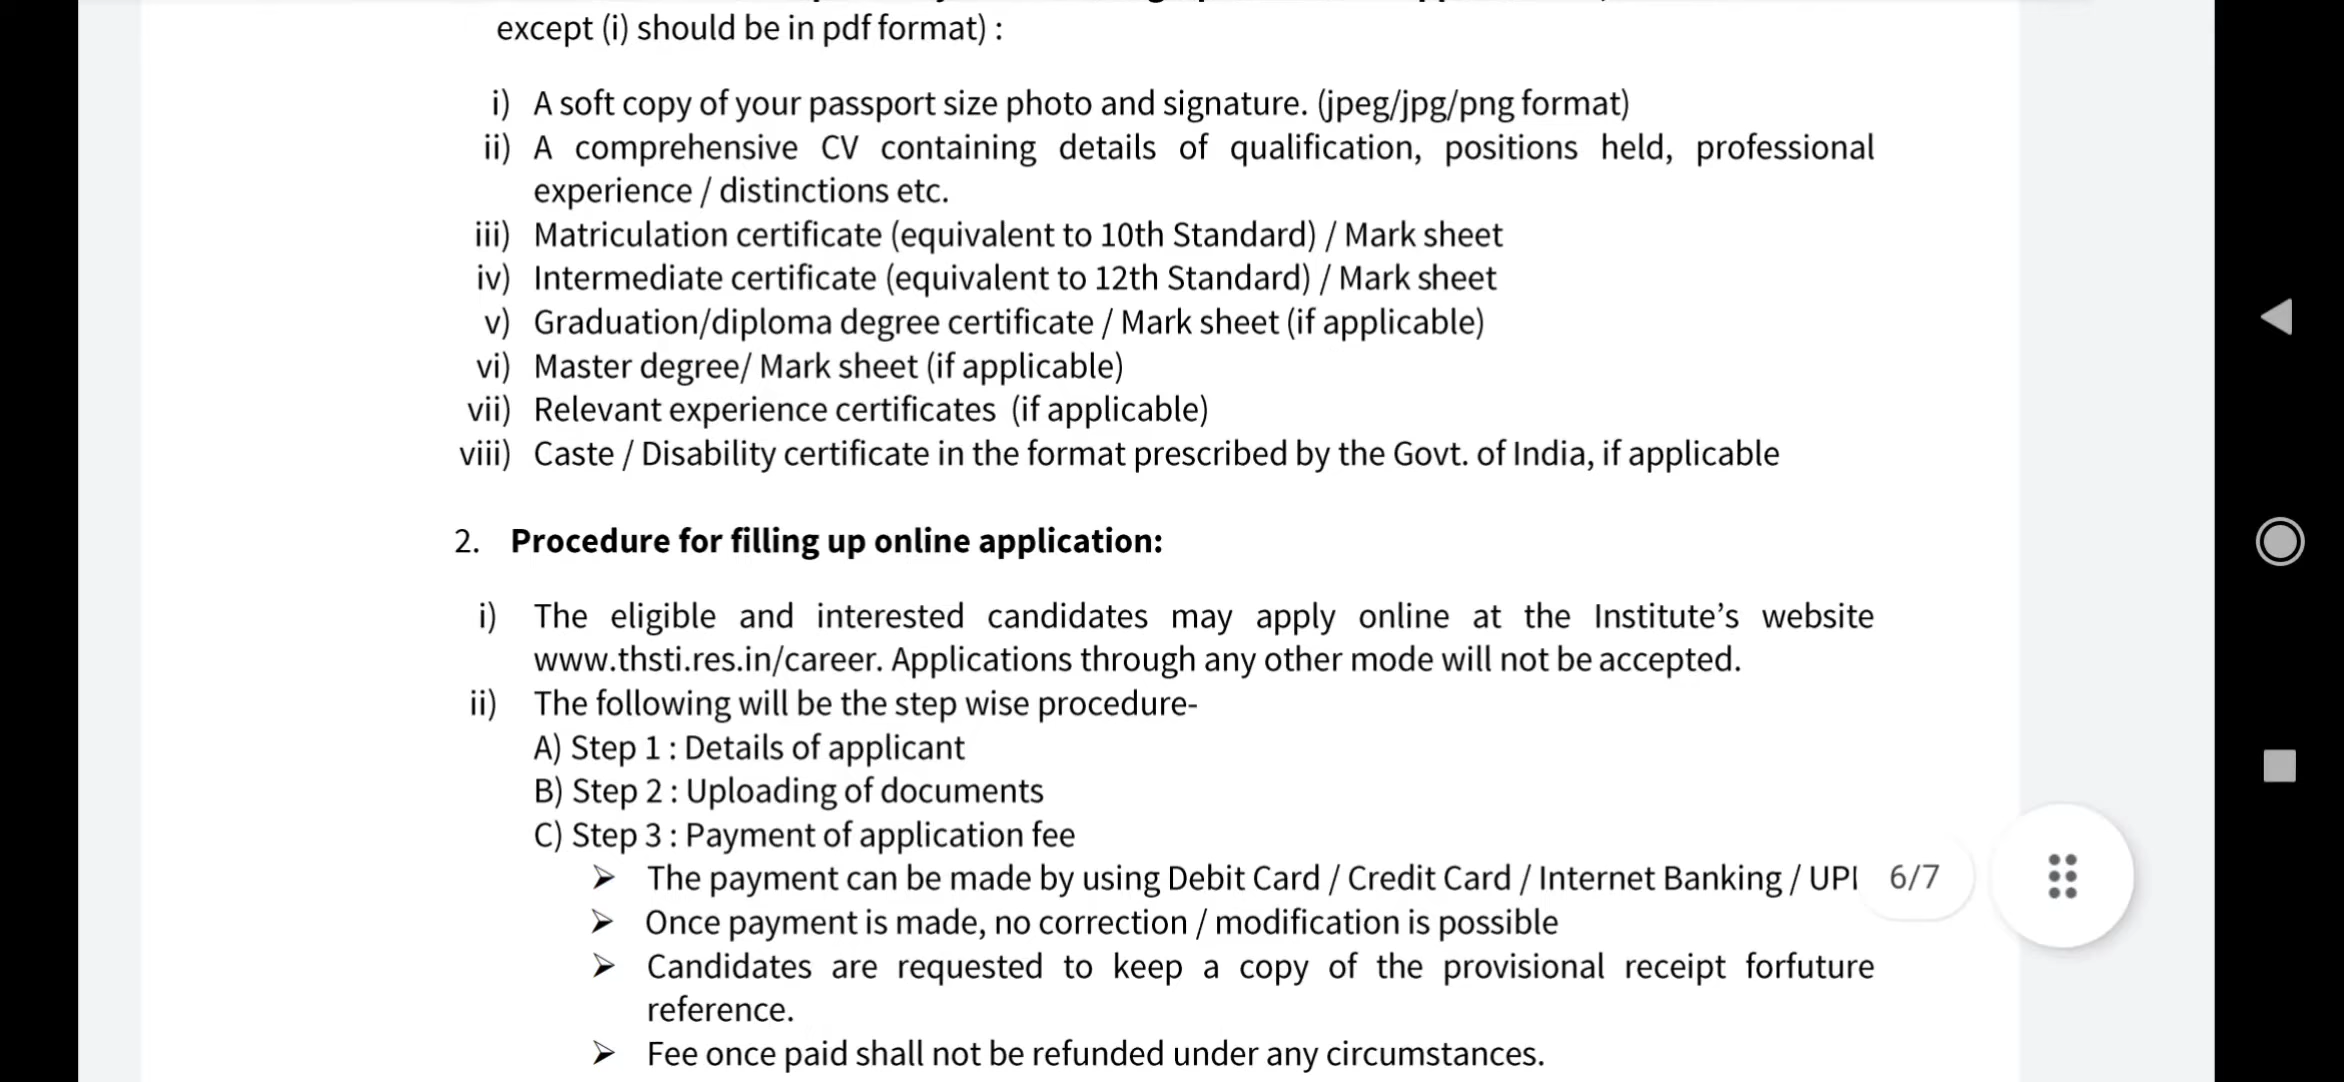 except (i) should be in pdf format) :
i) A soft copy of your passport size photo and signature. (jpeg/jpg/png format)
ii) A comprehensive CV containing details of qualification, positions held, professional
experience / distinctions etc.
iii) Matriculation certificate (equivalent to 10th Standard) / Mark sheet
iv) Intermediate certificate (equivalent to 12th Standard) / Mark sheet
v) Graduation/diploma degree certificate / Mark sheet (if applicable)
vi) Master degree/ Mark sheet (if applicable)
vii) Relevant experience certificates (if applicable)
viii) Caste / Disability certificate in the format prescribed by the Govt. of India, if applicable
2. Procedure for filling up online application:
i) The eligible and interested candidates may apply online at the Institute’s website
www.thsti.res.in/career. Applications through any other mode will not be accepted.
ii) The following will be the step wise procedure-
A) Step 1 : Details of applicant
B) Step 2 : Uploading of documents
C) Step 3 : Payment of application fee
➢ The payment can be made by using Debit Card / Credit Card / Internet Banking / UPI
6/7
➢ Once payment is made, no correction / modification is possible
➢ Candidates are requested to keep a copy of the provisional receipt forfuture
reference.
➢ Fee once paid shall not be refunded under any circumstances.